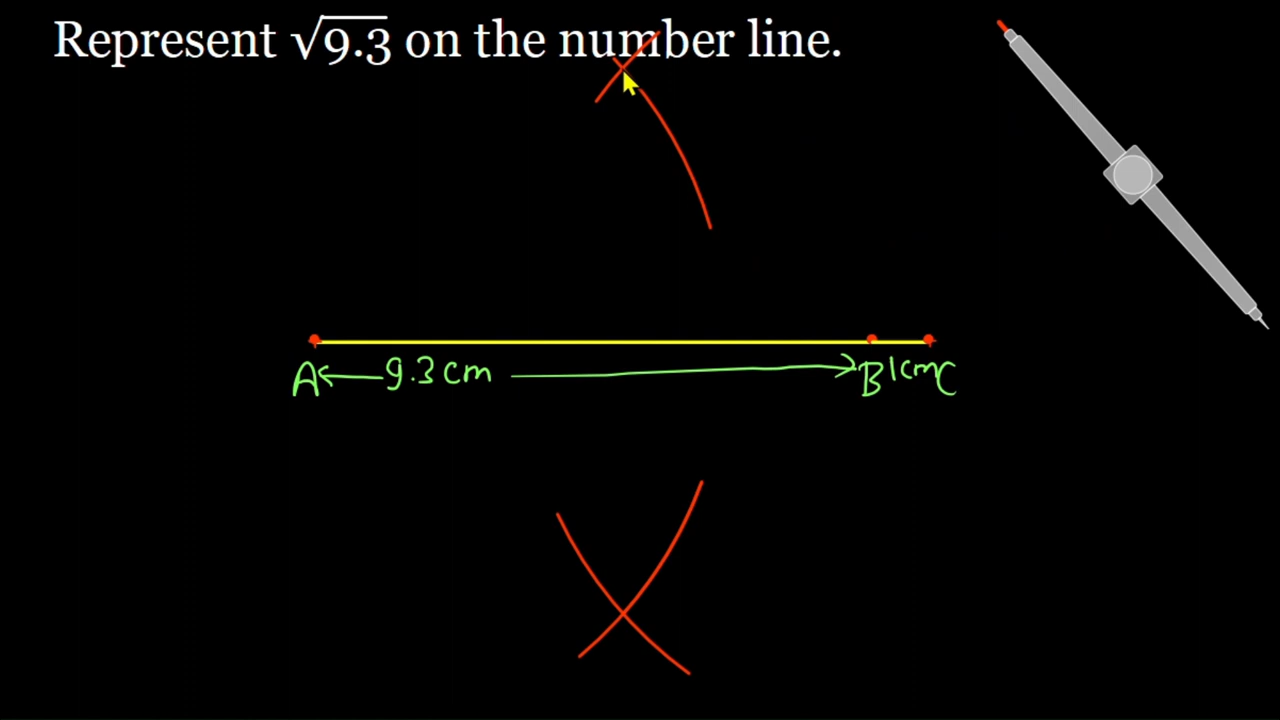 Represent √9.3 on the number line.
A ← 9.3 cm → B 1cm C